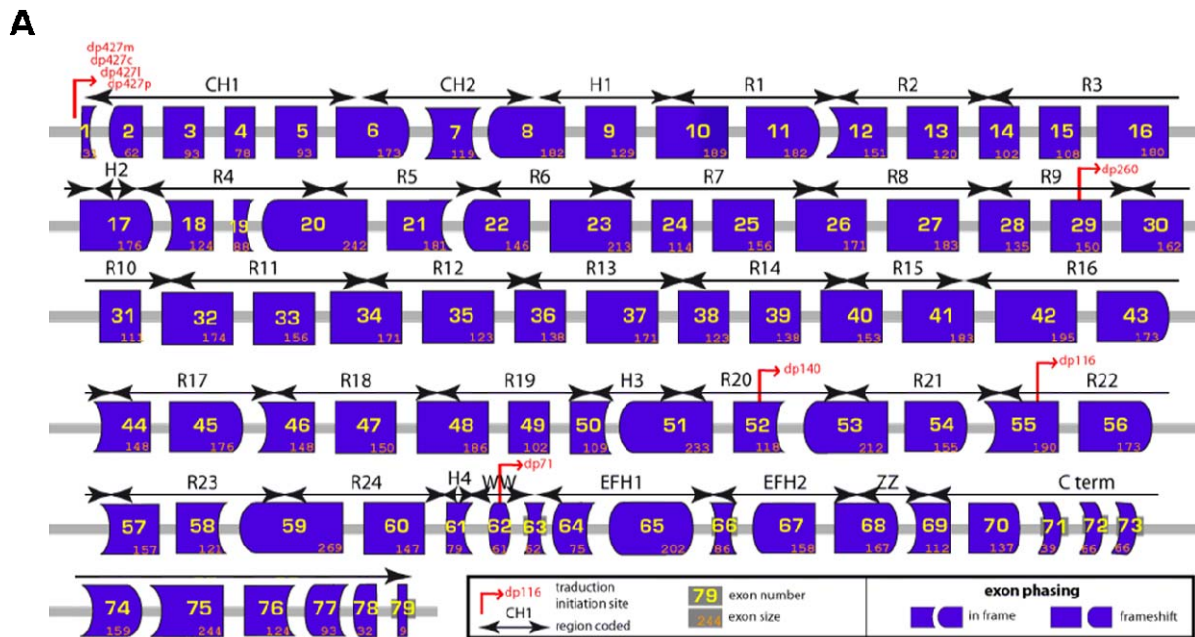 A
dp427m
dp427c
dp427l
dp427p
CH1 CH2 H1 R1 R2 R3
1 2 3 4 5 6 7 8 9 10 11 12 13 14 15 16
31 62 93 78 93 173 119 182 129 189 182 151 120 102 108 180
H2 R4 R5 R6 R7 R8 R9 dp260
17 18 19 20 21 22 23 24 25 26 27 28 29 30
176 124 88 242 181 146 213 114 156 171 183 135 150 162
R10 R11 R12 R13 R14 R15 R16
31 32 33 34 35 36 37 38 39 40 41 42 43
111 174 156 171 123 138 171 123 138 153 183 195 173
R17 R18 R19 H3 R20 dp140 R21 dp116 R22
44 45 46 47 48 49 50 51 52 53 54 55 56
148 176 148 150 186 102 109 233 118 212 155 190 173
R23 R24 H4 WW dp71 EFH1 EFH2 ZZ C term
57 58 59 60 61 62 63 64 65 66 67 68 69 70 71 72 73
157 121 269 147 79 61 62 75 202 86 158 167 112 137 39 66 66
74 75 76 77 78 79
159 244 124 93 32 9
dp116 traduction initiation site
CH1 region coded
79 exon number
244 exon size
exon phasing
in frame frameshift